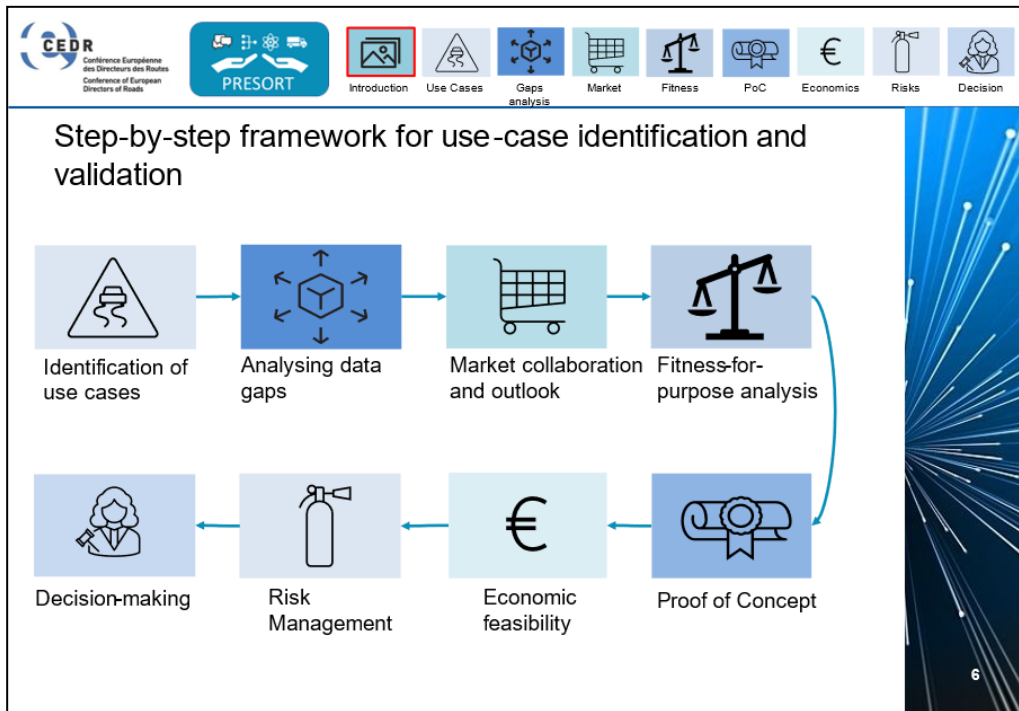 CEDR
Conférence Européenne
des Directeurs des Routes
Conference of European
Directors of Roads
PRESORT
Introduction
Use Cases
Gaps
analysis
Market
Fitness
PoC
€
Economics
Risks
Decision
Step-by-step framework for use-case identification and
validation
Identification of
use cases
Analysing data
gaps
Market collaboration
and outlook
Fitness-for-
purpose analysis
Decision-making
Risk
Management
€
Economic
feasibility
Proof of Concept
6